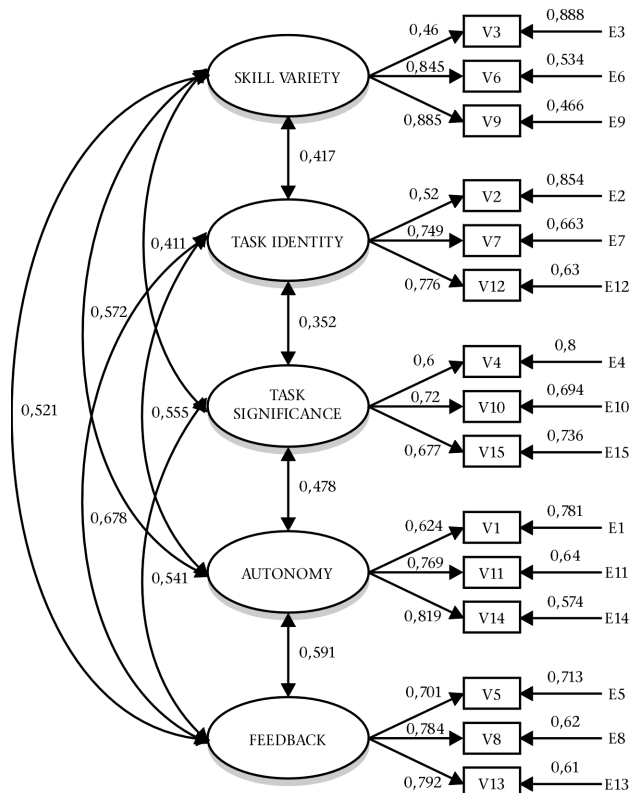 0,46
V3
0,888
E3
SKILL VARIETY
0,845
V6
0,534
E6
0,885
V9
0,466
E9
0,417
0,52
V2
0,854
E2
0,411
TASK IDENTITY
0,749
V7
0,663
E7
0,776
V12
0,63
E12
0,572
0,352
0,6
V4
0,8
E4
0,521
0,555
TASK
SIGNIFICANCE
0,72
V10
0,694
E10
0,677
V15
0,736
E15
0,478
0,678
0,624
V1
0,781
E1
0,541
AUTONOMY
0,769
V11
0,64
E11
0,819
V14
0,574
E14
0,591
0,701
V5
0,713
E5
FEEDBACK
0,784
V8
0,62
E8
0,792
V13
0,61
E13